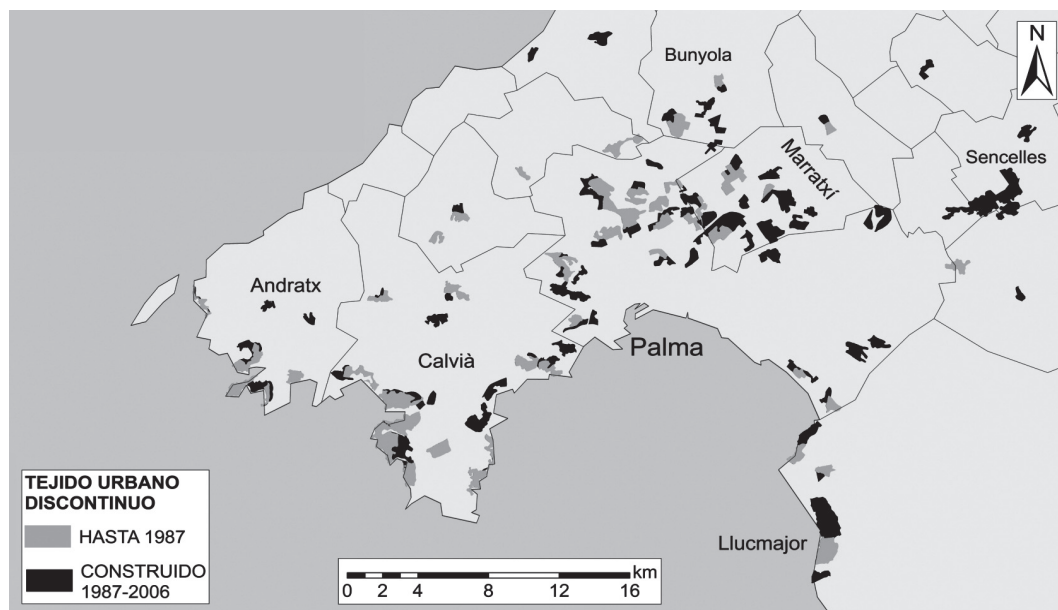 N
Bunyola
Marratxí
Sencelles
Andratx
Calvià
Palma
Llucmajor
TEJIDO URBANO
DISCONTINUO
HASTA 1987
CONSTRUIDO
1987-2006
km
0 2 4 8 12 16